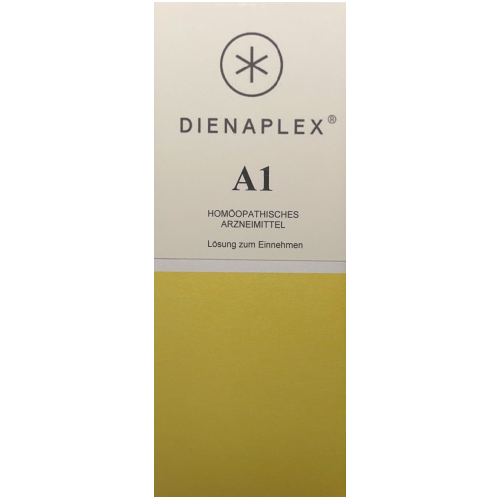 DIENAPLEX®
A1
HOMÖOPATHISCHES
ARZNEIMITTEL
Lösung zum Einnehmen